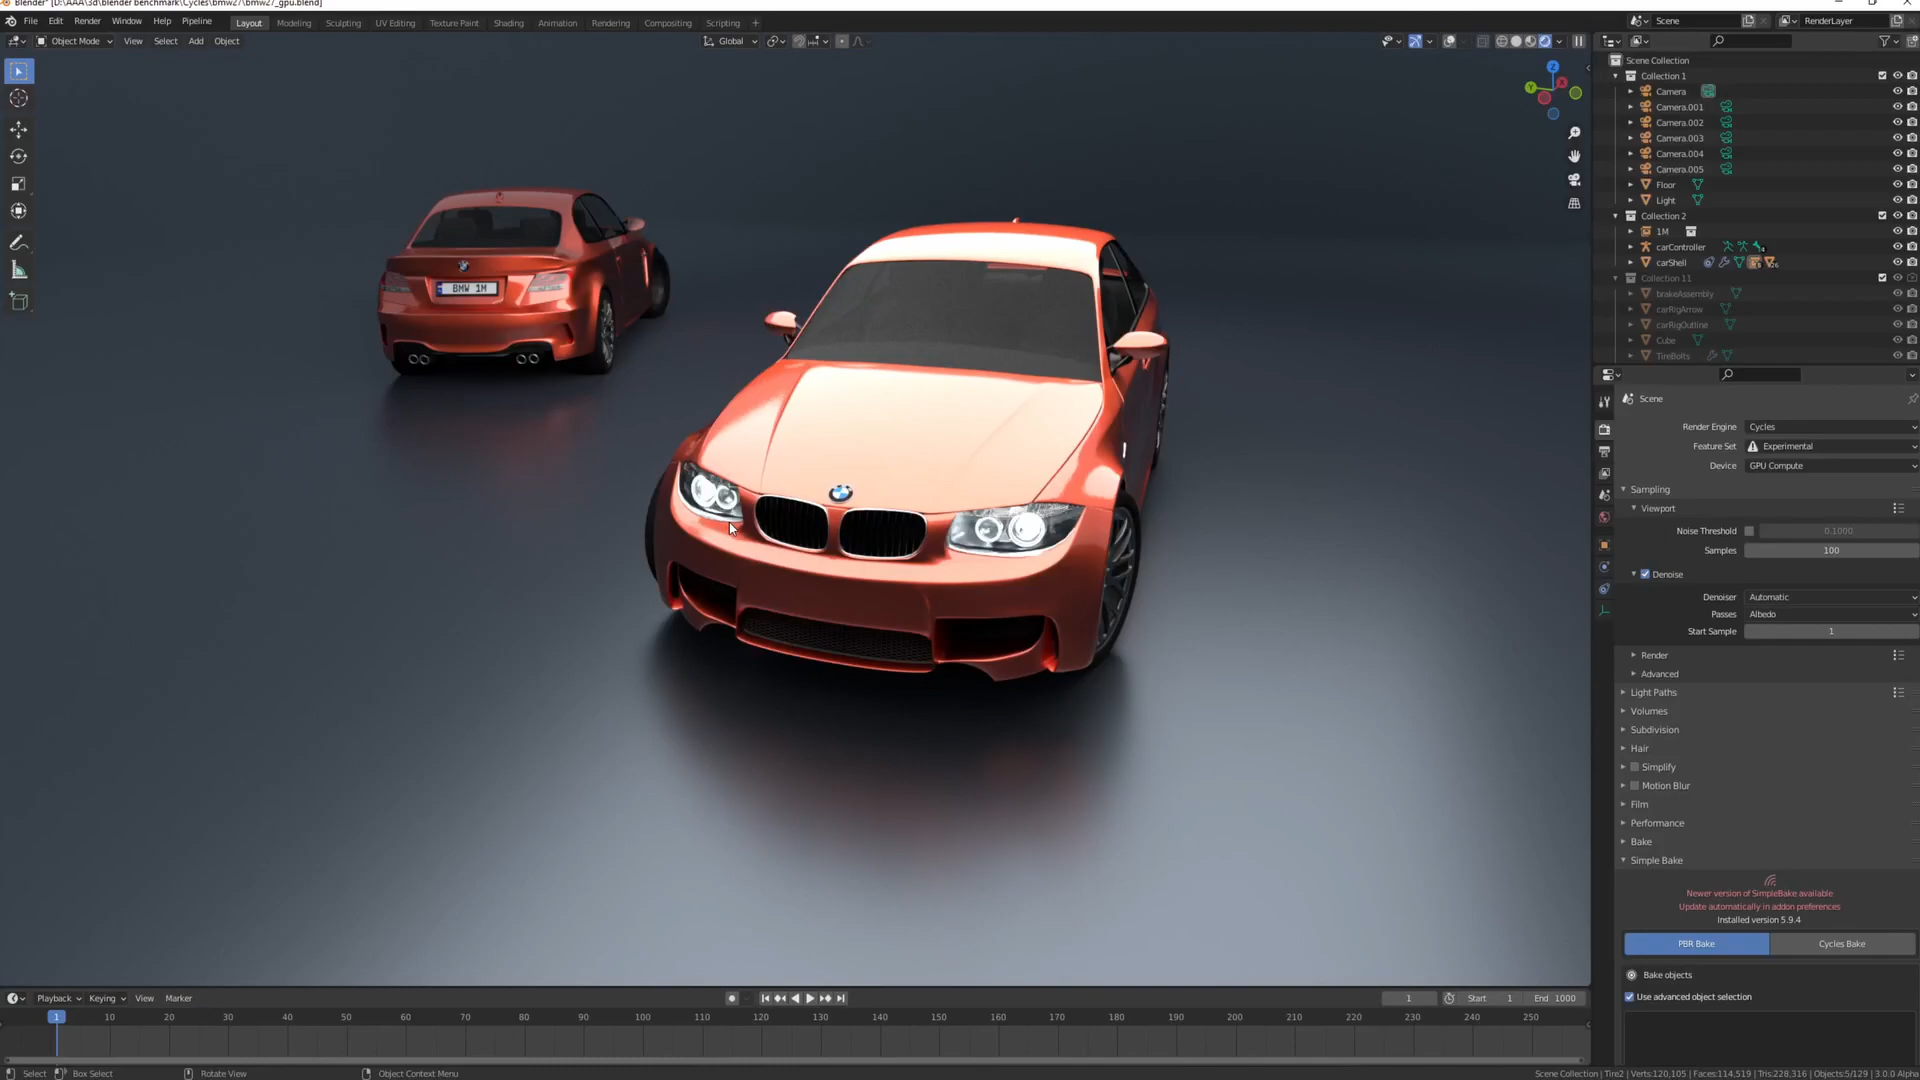 Blender* [D:\AAA\3d\blender benchmark\Cycles\bmw27\bmw27_gpu.blend]
File Edit Render Window Help Pipeline Layout Modeling Sculpting UV Editing Texture Paint Shading Animation Rendering Compositing Scripting + Scene RenderLayer
Object Mode View Select Add Object Global
Scene Collection
Collection 1
Camera
Camera.001
Camera.002
Camera.003
Camera.004
Camera.005
Floor
Light
Collection 2
1M
carController
carShell
Collection 11
brakeAssembly
carRigArrow
carRigOutline
Cube
TireBolts
Z
Y
X
BMW 1M
Scene
Render Engine Cycles
Feature Set Experimental
Device GPU Compute
Sampling
Viewport
Noise Threshold 0.1000
Samples 100
Denoise
Denoiser Automatic
Passes Albedo
Start Sample 1
Render
Advanced
Light Paths
Volumes
Subdivision
Hair
Simplify
Motion Blur
Film
Performance
Bake
Simple Bake
Newer version of SimpleBake available
Update automatically in addon preferences
Installed version 5.9.4
PBR Bake Cycles Bake
Bake objects
Use advanced object selection
Playback Keying View Marker 1 Start 1 End 1000
1 10 20 30 40 50 60 70 80 90 100 110 120 130 140 150 160 170 180 190 200 210 220 230 240 250
Select Box Select Rotate View Object Context Menu Scene Collection | Tire2 | Verts:120,105 | Faces:114,519 | Tris:228,316 | Objects:5/129 | 3.0.0 Alpha